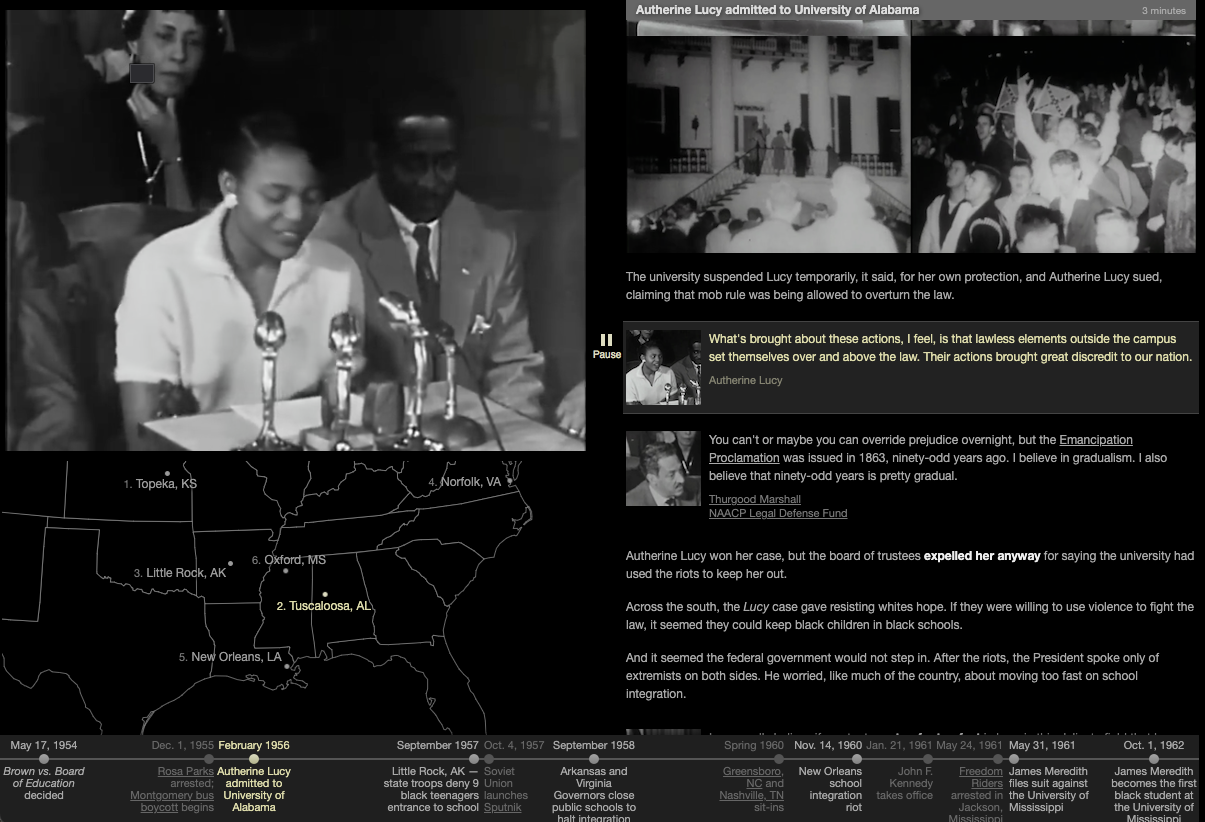 Autherine Lucy admitted to University of Alabama
3 minutes
The university suspended Lucy temporarily, it said, for her own protection, and Autherine Lucy sued,
claiming that mob rule was being allowed to overturn the law.
Pause
What's brought about these actions, I feel, is that lawless elements outside the campus
set themselves over and above the law. Their actions brought great discredit to our nation.
Autherine Lucy
You can't or maybe you can override prejudice overnight, but the Emancipation
Proclamation was issued in 1863, ninety-odd years ago. I believe in gradualism. I also
believe that ninety-odd years is pretty gradual.
Thurgood Marshall
NAACP Legal Defense Fund
Autherine Lucy won her case, but the board of trustees expelled her anyway for saying the university had
used the riots to keep her out.
Across the south, the Lucy case gave resisting whites hope. If they were willing to use violence to fight the
law, it seemed they could keep black children in black schools.
And it seemed the federal government would not step in. After the riots, the President spoke only of
extremists on both sides. He worried, like much of the country, about moving too fast on school
integration.
1. Topeka, KS
4. Norfolk, VA
6. Oxford, MS
3. Little Rock, AK
2. Tuscaloosa, AL
5. New Orleans, LA
May 17, 1954
Brown vs. Board
of Education
decided
Dec. 1, 1955
Rosa Parks
arrested;
Montgomery bus
boycott begins
February 1956
Autherine Lucy
admitted to
University of
Alabama
September 1957
Little Rock, AK –
state troops deny 9
black teenagers
entrance to school
Oct. 4, 1957
Soviet
Union
launches
Sputnik
September 1958
Arkansas and
Virginia
Governors close
public schools to
halt integration
Spring 1960
Greensboro,
NC and
Nashville, TN
sit-ins
Nov. 14, 1960
New Orleans
school
integration
riot
Jan. 21, 1961
John F.
Kennedy
takes office
May 24, 1961
Freedom
Riders
arrested in
Jackson,
Mississippi
May 31, 1961
James Meredith
files suit against
the University of
Mississippi
Oct. 1, 1962
James Meredith
becomes the first
black student at
the University of
Mississippi